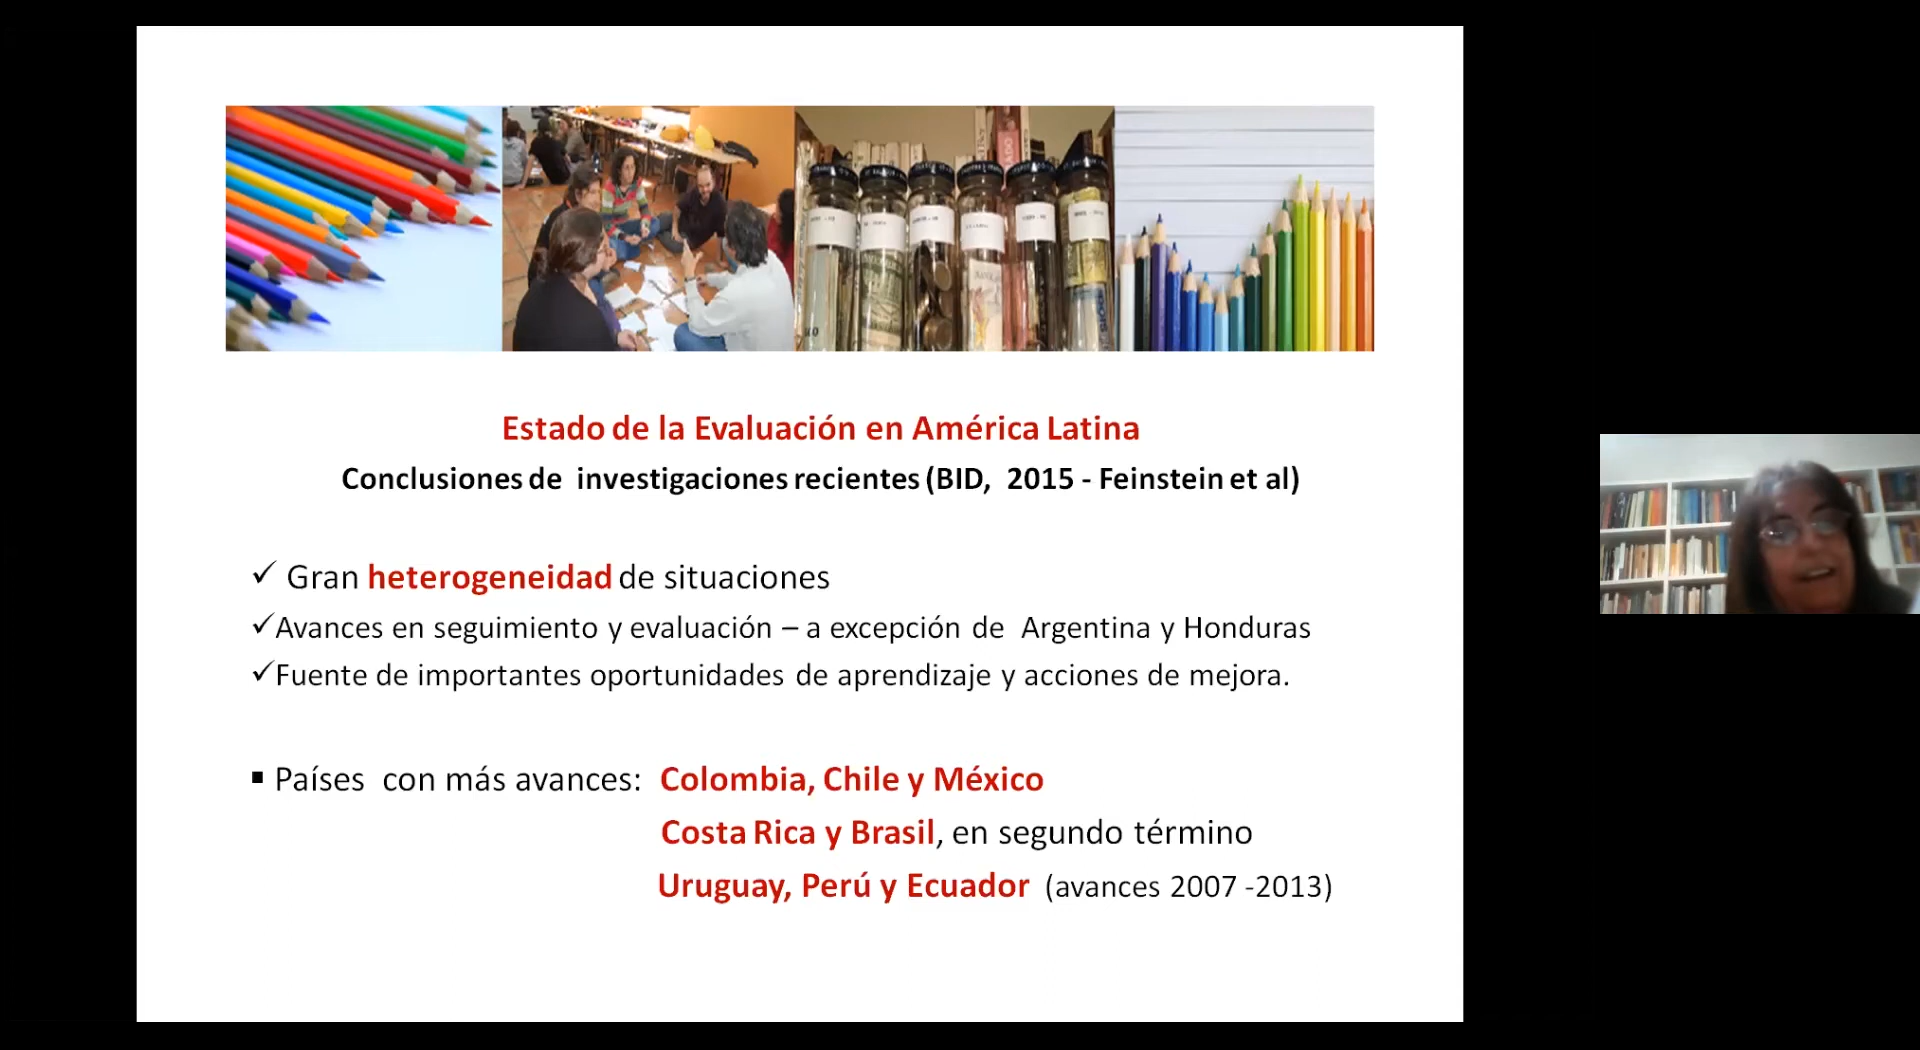 Estado de la Evaluación en América Latina
Conclusiones de investigaciones recientes (BID, 2015 - Feinstein et al)
✓ Gran heterogeneidad de situaciones
✓Avances en seguimiento y evaluación – a excepción de Argentina y Honduras
✓Fuente de importantes oportunidades de aprendizaje y acciones de mejora.
▪ Países con más avances: Colombia, Chile y México
Costa Rica y Brasil, en segundo término
Uruguay, Perú y Ecuador (avances 2007 -2013)